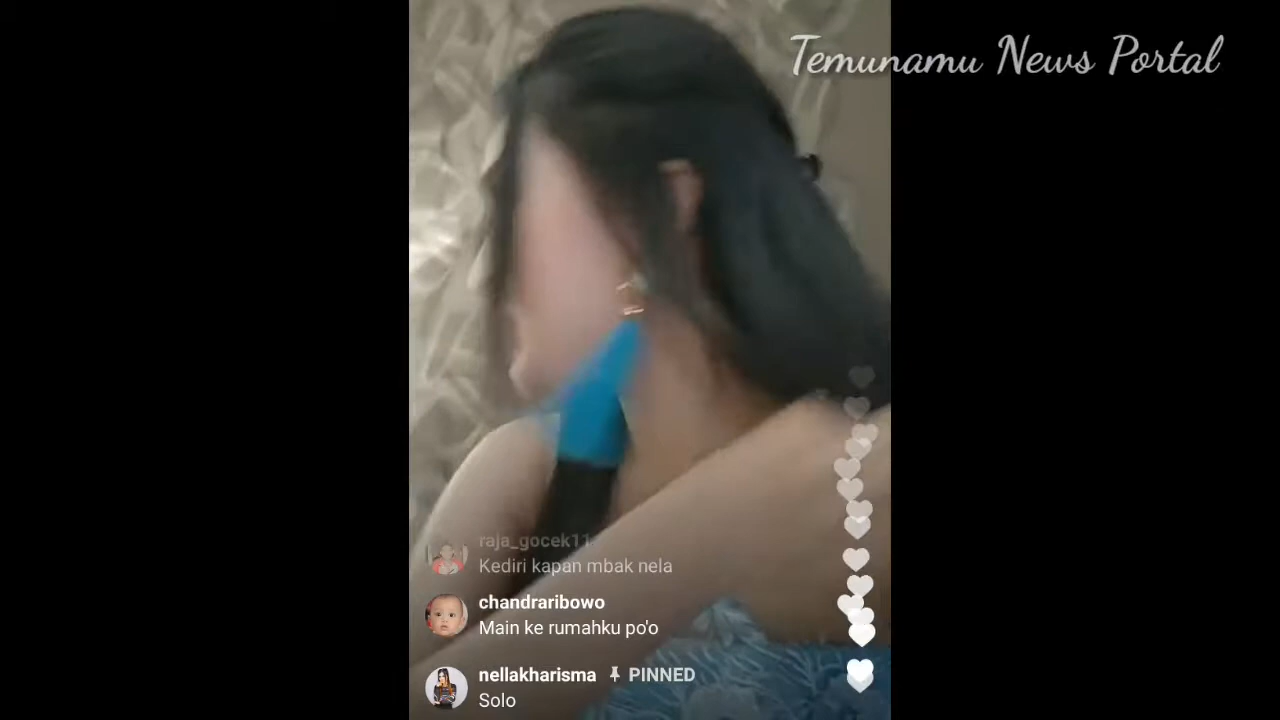 Temunamu News Portal
raja_gocek11
Kediri kapan mbak nela
chandraribowo
Main ke rumahku po'o
nellakharisma PINNED
Solo